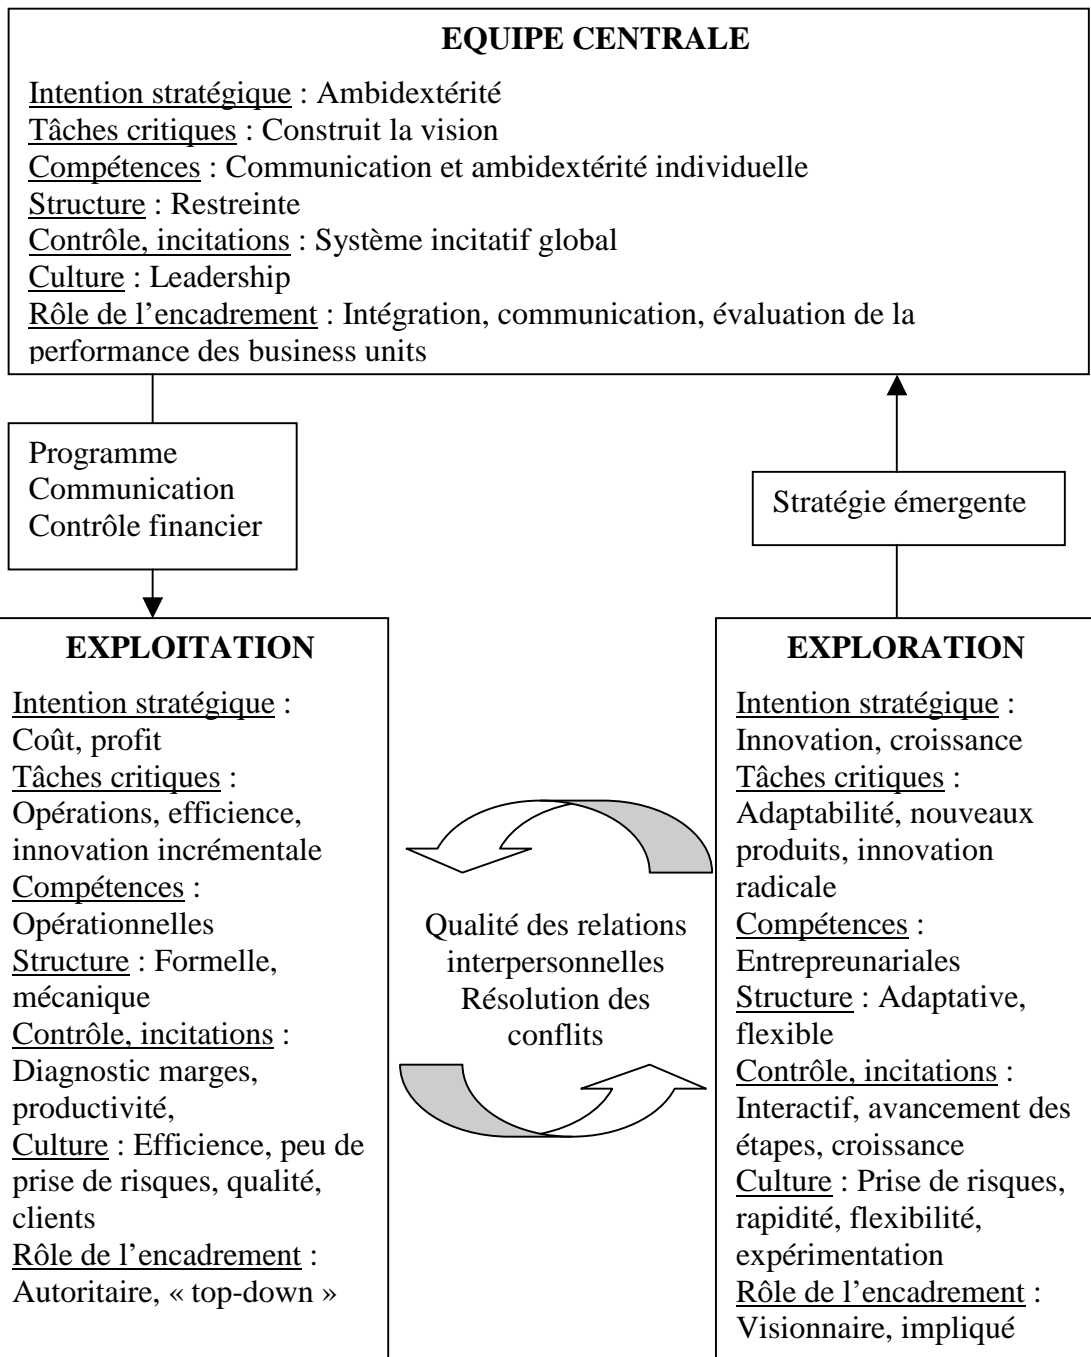 EQUIPE CENTRALE
Intention stratégique : Ambidextérité
Tâches critiques : Construit la vision
Compétences : Communication et ambidextérité individuelle
Structure : Restreinte
Contrôle, incitations : Système incitatif global
Culture : Leadership
Rôle de l’encadrement : Intégration, communication, évaluation de la
performance des business units
Programme
Communication
Contrôle financier
Stratégie émergente
EXPLOITATION
Intention stratégique :
Coût, profit
Tâches critiques :
Opérations, efficience,
innovation incrémentale
Compétences :
Opérationnelles
Structure : Formelle,
mécanique
Contrôle, incitations :
Diagnostic marges,
productivité,
Culture : Efficience, peu de
prise de risques, qualité,
clients
Rôle de l’encadrement :
Autoritaire, « top-down »
Qualité des relations
interpersonnelles
Résolution des
conflits
EXPLORATION
Intention stratégique :
Innovation, croissance
Tâches critiques :
Adaptabilité, nouveaux
produits, innovation
radicale
Compétences :
Entrepreunariales
Structure : Adaptative,
flexible
Contrôle, incitations :
Interactif, avancement des
étapes, croissance
Culture : Prise de risques,
rapidité, flexibilité,
expérimentation
Rôle de l’encadrement :
Visionnaire, impliqué